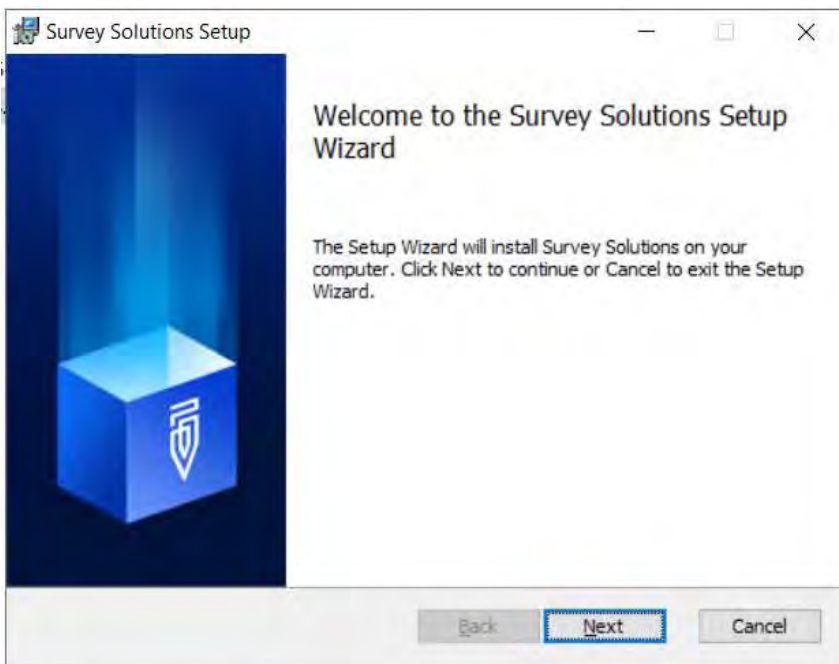 Survey Solutions Setup
Welcome to the Survey Solutions Setup
Wizard
The Setup Wizard will install Survey Solutions on your
computer. Click Next to continue or Cancel to exit the Setup
Wizard.
Back Next Cancel